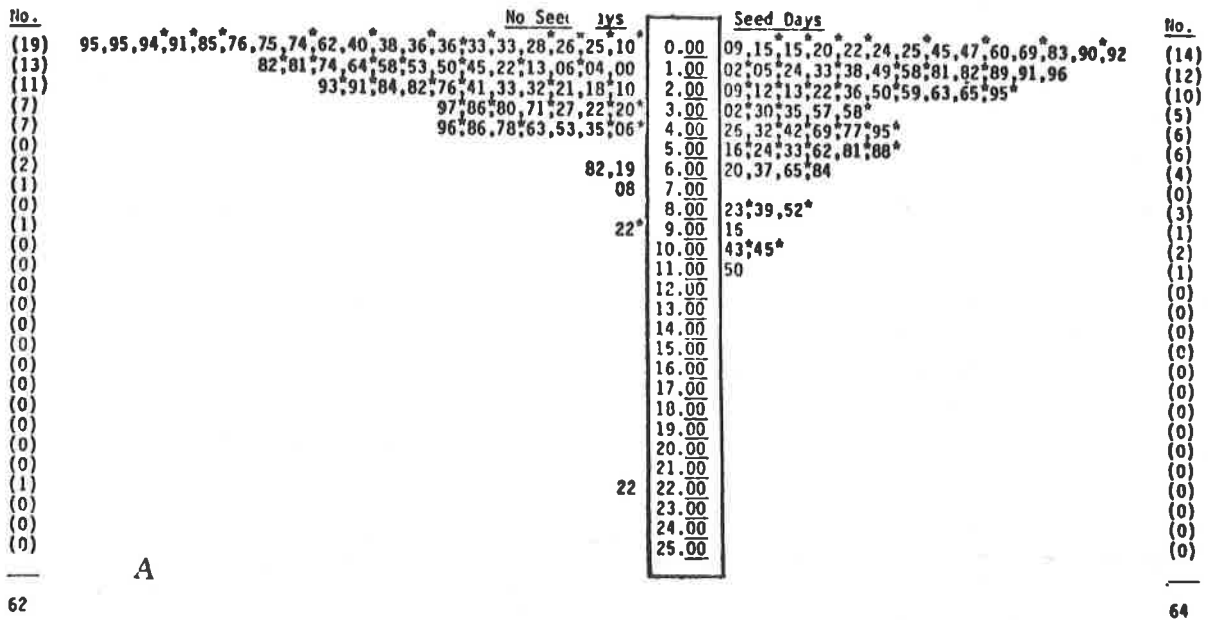 No. No See ays Seed Days No.
(19) 95,95,94*,91*,85*,76,75,74*,62,40*,38,36*,36*,33*,33,28*,26*,25*,10* 0.00 09,15*,15*,20*,22*,24*,25,45*,47*,60*,69*,83*,90*,92 (14)
(13) 82*,81*,74,64*,58*,53,50*,45,22*,13,06*,04,00 1.00 02*,05*,24*,33*,38,49*,58*,81,82*,89,91,96 (12)
(11) 93,91*,84,82*,76*,41,33,32*,21,18*,10 2.00 09*,12*,13*,22*,36,50*,59,63,65*,95* (10)
(7) 97*,86*,80,71*,27,22*,20* 3.00 02*,30*,35,57,58* (5)
(7) 96*,86,78*,63,53,35*,06* 4.00 26,32*,42*,69*,77*,95* (6)
(0) 5.00 16*,24*,33*,62,81*,88* (6)
(2) 82,19 6.00 20,37,65*,84 (4)
(1) 08 7.00 (0)
(0) 8.00 23*,39,52* (3)
(1) 22* 9.00 15 (1)
(0) 10.00 43*,45* (2)
(0) 11.00 50 (1)
(0) 12.00 (0)
(0) 13.00 (0)
(0) 14.00 (0)
(0) 15.00 (0)
(0) 16.00 (0)
(0) 17.00 (0)
(0) 18.00 (0)
(0) 19.00 (0)
(0) 20.00 (0)
(0) 21.00 (0)
(1) 22 22.00 (0)
(0) 23.00 (0)
(0) 24.00 (0)
(0) 25.00 (0)
A
62 64